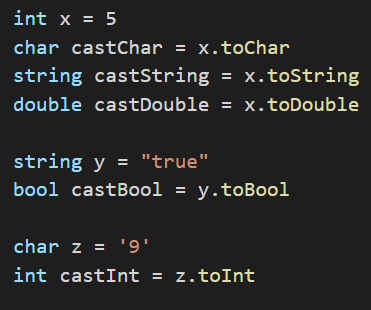 int x = 5
char castChar = x.toChar
string castString = x.toString
double castDouble = x.toDouble
string y = "true"
bool castBool = y.toBool
char z = '9'
int castInt = z.toInt